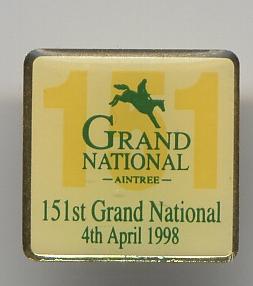 151
GRAND
NATIONAL
— AINTREE —
151st Grand National
4th April 1998